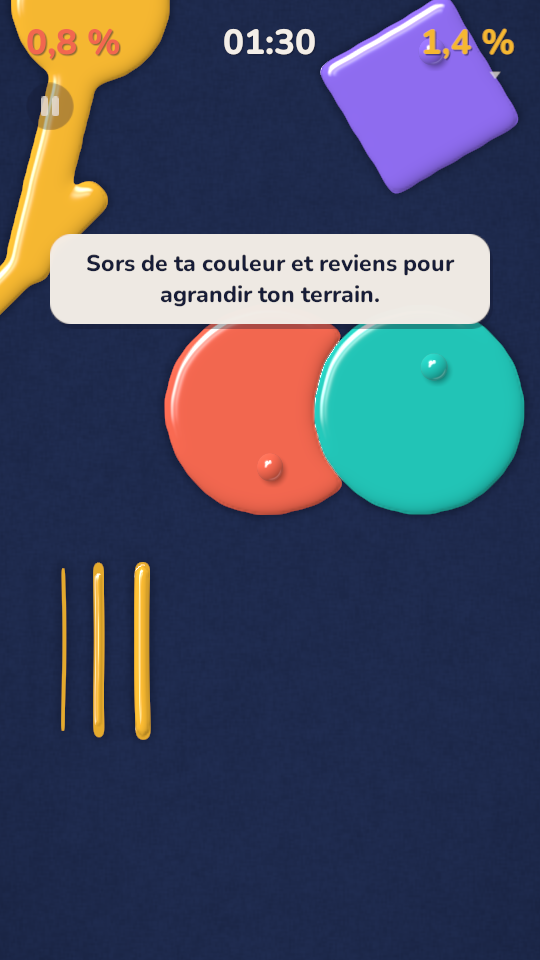 0,8 %
01:30
1,4 %
Sors de ta couleur et reviens pour
agrandir ton terrain.